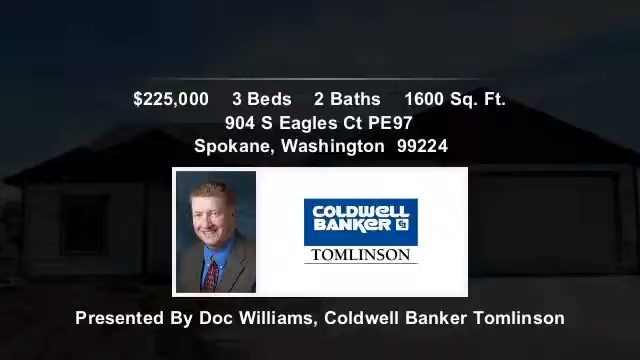 $225,000 3 Beds 2 Baths 1600 Sq. Ft.
904 S Eagles Ct PE97
Spokane, Washington 99224
COLDWELL
BANKER CB
TOMLINSON
Presented By Doc Williams, Coldwell Banker Tomlinson